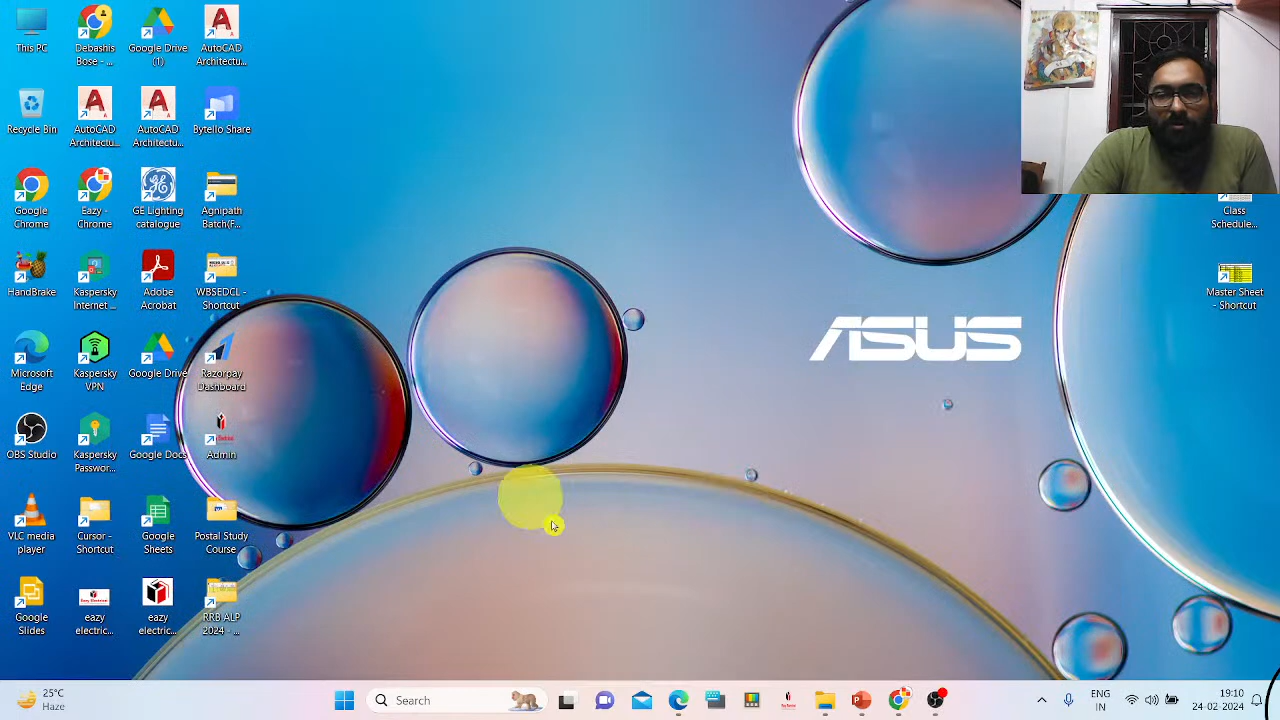 This PC
Debashis
Bose - ...
Google Drive
(1)
AutoCAD
Architectur...
Recycle Bin
AutoCAD
Architectu...
AutoCAD
Architectu...
Bytello Share
Google
Chrome
Eazy -
Chrome
GE Lighting
catalogue
Agnipath
Batch(F...
HandBrake
Kaspersky
Internet ...
Adobe
Acrobat
WBSEDCL -
Shortcut
Microsoft
Edge
Kaspersky
VPN
Google Drive
Razorpay
Dashboard
OBS Studio
Kaspersky
Passwor...
Google Docs
Admin
VLC media
player
Cursor -
Shortcut
Google
Sheets
Postal Study
Course
Google
Slides
eazy
electric...
eazy
electric...
RRB ALP
2024 - ...
Class
Schedule...
Master Sheet
- Shortcut
ASUS
25°C
Haze
Search
ENG
IN
19:10
24-02-2024